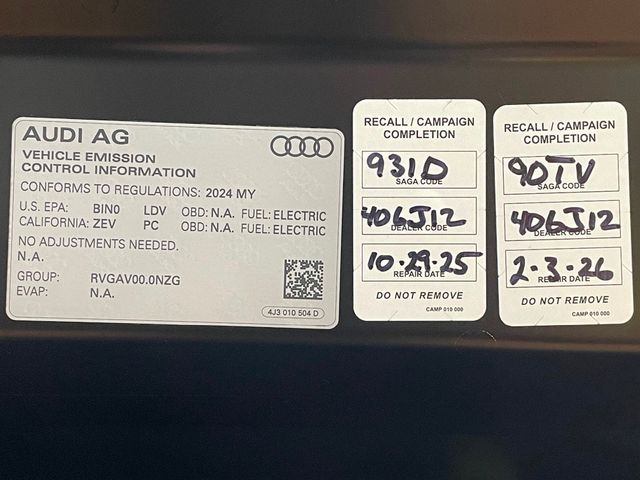 AUDI AG
VEHICLE EMISSION
CONTROL INFORMATION
CONFORMS TO REGULATIONS: 2024 MY
U.S. EPA: BIN0 LDV OBD: N.A. FUEL: ELECTRIC
CALIFORNIA: ZEV PC OBD: N.A. FUEL: ELECTRIC
NO ADJUSTMENTS NEEDED.
N.A.
GROUP: RVGAV00.0NZG
EVAP: N.A.
4J3 010 504 D
RECALL / CAMPAIGN
COMPLETION
931D
SAGA CODE
406J12
DEALER CODE
10-29-25
REPAIR DATE
DO NOT REMOVE
CAMP 010 000
RECALL / CAMPAIGN
COMPLETION
90TV
SAGA CODE
406J12
DEALER CODE
2-3-26
REPAIR DATE
DO NOT REMOVE
CAMP 010 000